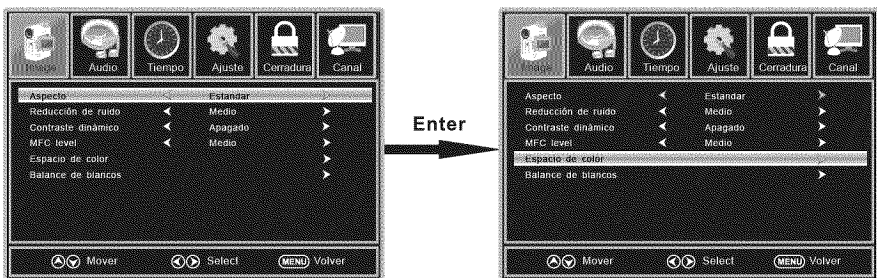 Image Audio Tiempo Ajuste Cerradura Canal
Aspecto Estandar
Reducción de ruido Medio
Contraste dinámico Apagado
MFC level Medio
Espacio de color
Balance de blancos
Mover Select MENU Volver
Enter
Image Audio Tiempo Ajuste Cerradura Canal
Aspecto Estandar
Reducción de ruido Medio
Contraste dinámico Apagado
MFC level Medio
Espacio de color
Balance de blancos
Mover Select MENU Volver